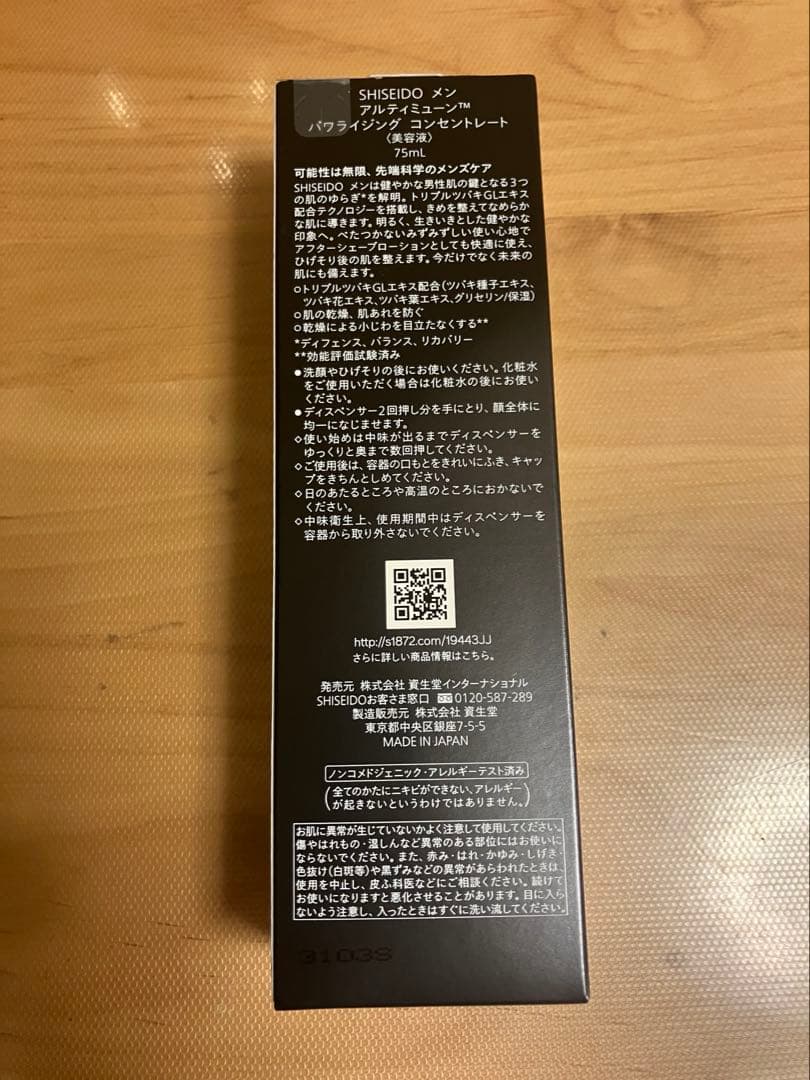 SHISEIDO メン
アルティミューン™
パワライジング コンセントレート
〈美容液〉
75mL
可能性は無限、先端科学のメンズケア
SHISEIDO メンは健やかな男性肌の鍵となる3つ
の肌のゆらぎ*を解明。トリプルツバキGLエキス
配合テクノロジーを搭載し、きめを整えてなめらか
な肌に導きます。明るく、生きいきとした健やかな
印象へ。べたつかないみずみずしい使い心地で
アフターシェーブローションとしても快適に使え、
ひげそり後の肌を整えます。今だけでなく未来の
肌にも備えます。
○トリプルツバキGLエキス配合(ツバキ種子エキス、
ツバキ花エキス、ツバキ葉エキス、グリセリン/保湿)
○肌の乾燥、肌あれを防ぐ
○乾燥による小じわを目立たなくする**
*ディフェンス、バランス、リカバリー
**効能評価試験済み
●洗顔やひげそりの後にお使いください。化粧水
をご使用いただく場合は化粧水の後にお使い
ください。
●ディスペンサー2回押し分を手にとり、顔全体に
均一になじませます。
◇使い始めは中味が出るまでディスペンサーを
ゆっくりと奥まで数回押してください。
◇ご使用後は、容器の口もとをきれいにふき、キャッ
プをきちんとしめてください。
◇日のあたるところや高温のところにおかないで
ください。
◇中味衛生上、使用期間中はディスペンサーを
容器から取り外さないでください。
http://s1872.com/19443JJ
さらに詳しい商品情報はこちら。
発売元 株式会社 資生堂インターナショナル
SHISEIDOお客さま窓口 0120-587-289
製造販売元 株式会社 資生堂
東京都中央区銀座7-5-5
MADE IN JAPAN
ノンコメドジェニック・アレルギーテスト済み
(全てのかたにニキビができない、アレルギー
が起きないというわけではありません。)
お肌に異常が生じていないかよく注意して使用してください。
傷やはれもの・湿しんなど異常のある部位にはお使いに
ならないでください。また、赤み・はれ・かゆみ・しげき・
色抜け(白斑等)や黒ずみなどの異常があらわれたときは、
使用を中止し、皮ふ科医などにご相談ください。続けて
お使いになりますと悪化させることがあります。目に入ら
ないよう注意し、入ったときはすぐに洗い流してください。
3103S